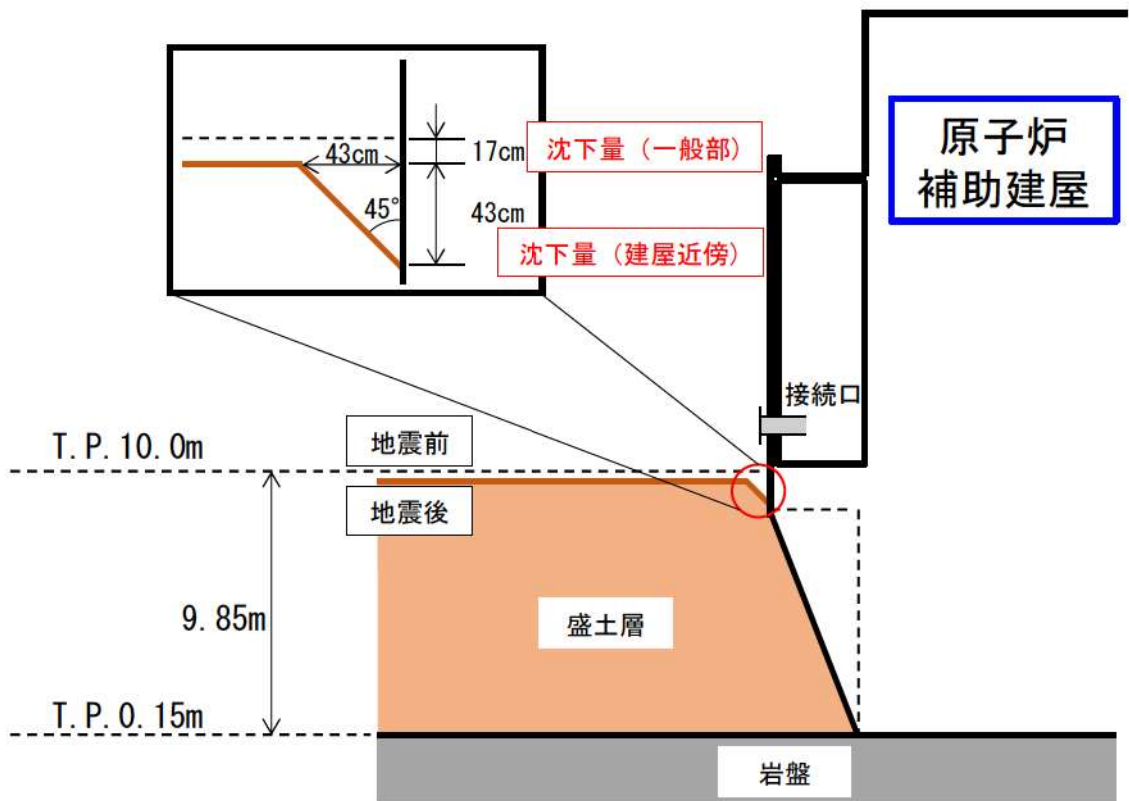 原子炉
補助建屋
43cm
17cm
沈下量（一般部）
45°
43cm
沈下量（建屋近傍）
接続口
地震前
T.P.10.0m
地震後
9.85m
盛土層
T.P.0.15m
岩盤